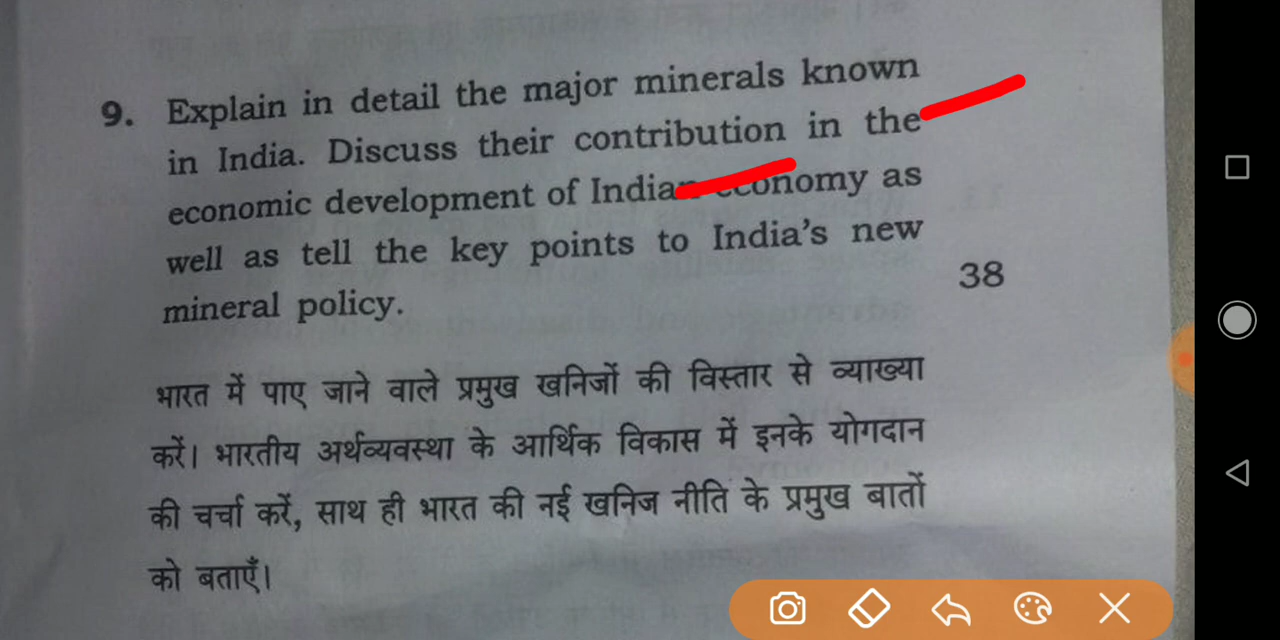 9. Explain in detail the major minerals known
in India. Discuss their contribution in the
economic development of Indian economy as
well as tell the key points to India's new
mineral policy.
38
भारत में पाए जाने वाले प्रमुख खनिजों की विस्तार से व्याख्या
करें। भारतीय अर्थव्यवस्था के आर्थिक विकास में इनके योगदान
की चर्चा करें, साथ ही भारत की नई खनिज नीति के प्रमुख बातों
को बताएँ।